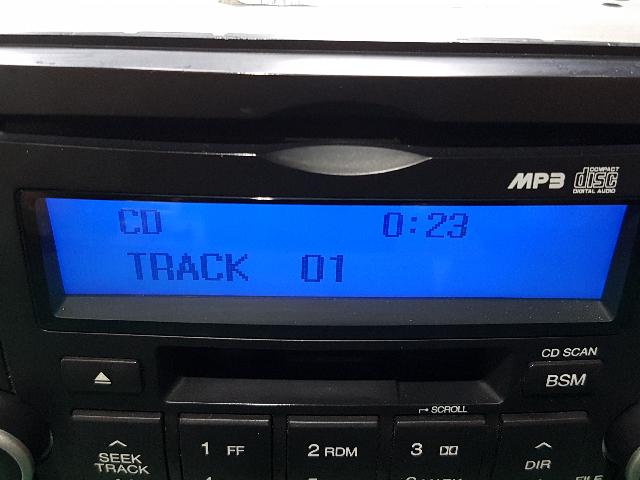 MP3 COMPACT disc DIGITAL AUDIO
CD 0:23
TRACK 01
CD SCAN
BSM
SCROLL
SEEK TRACK
1 FF
2 RDM
3
DIR
FILE